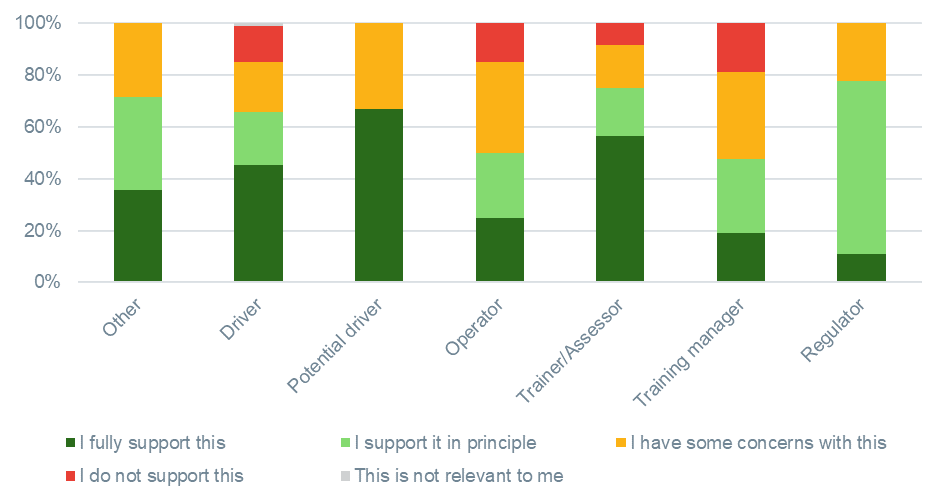 100%
80%
60%
40%
20%
0%
Other
Driver
Potential driver
Operator
Trainer/Assessor
Training manager
Regulator
I fully support this
I support it in principle
I have some concerns with this
I do not support this
This is not relevant to me